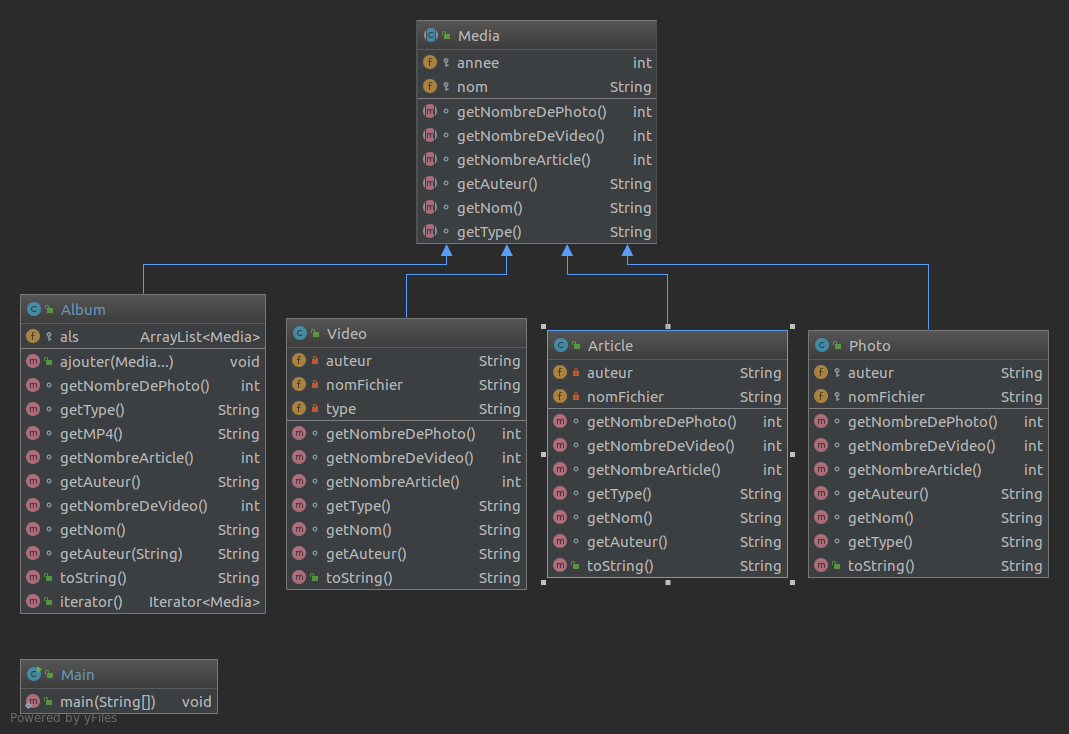 Media
annee int
nom String
getNombreDePhoto() int
getNombreDeVideo() int
getNombreArticle() int
getAuteur() String
getNom() String
getType() String
Album
als ArrayList<Media>
ajouter(Media...) void
getNombreDePhoto() int
getType() String
getMP4() String
getNombreArticle() int
getAuteur() String
getNombreDeVideo() int
getNom() String
getAuteur(String) String
toString() String
iterator() Iterator<Media>
Video
auteur String
nomFichier String
type String
getNombreDePhoto() int
getNombreDeVideo() int
getNombreArticle() int
getType() String
getNom() String
getAuteur() String
toString() String
Article
auteur String
nomFichier String
getNombreDePhoto() int
getNombreDeVideo() int
getNombreArticle() int
getType() String
getNom() String
getAuteur() String
toString() String
Photo
auteur String
nomFichier String
getNombreDePhoto() int
getNombreDeVideo() int
getNombreArticle() int
getAuteur() String
getNom() String
getType() String
toString() String
Main
main(String[]) void
Powered by yFiles